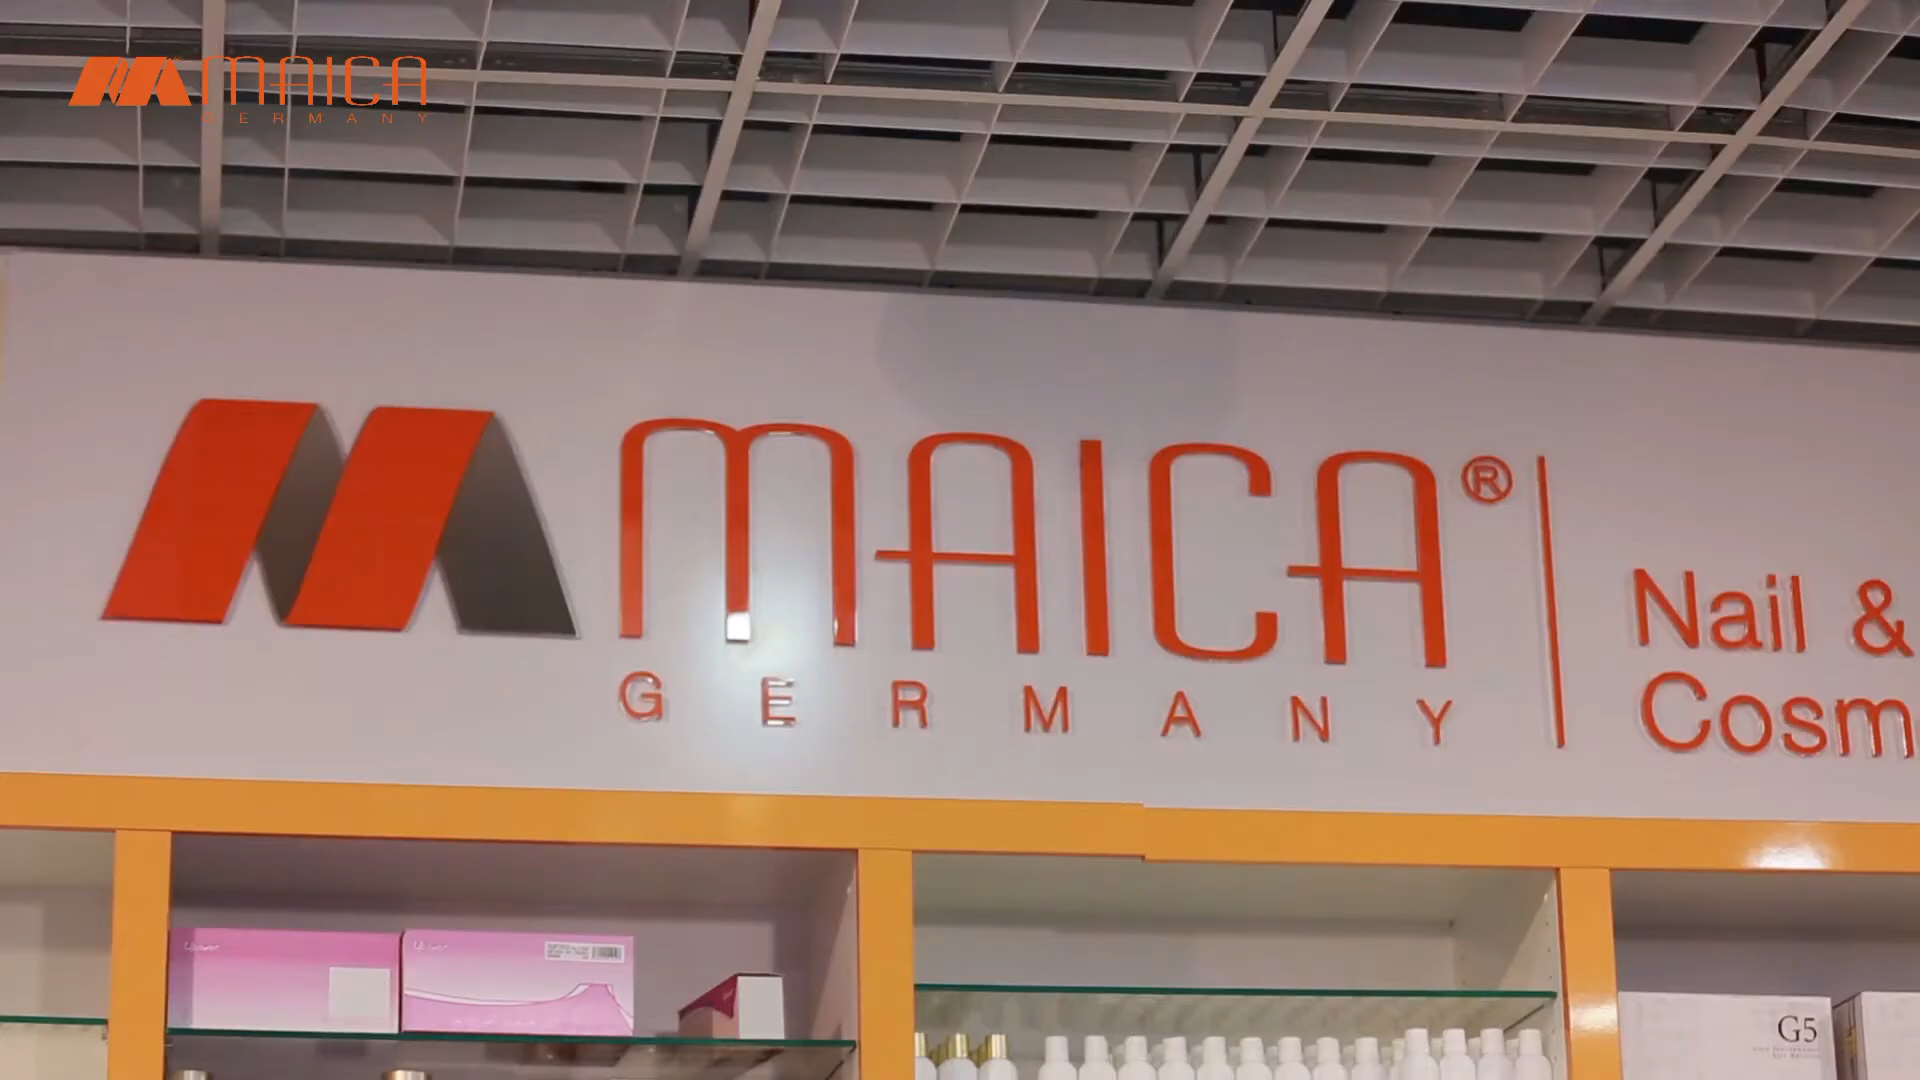 MAICA
GERMANY
MAICA®
GERMANY
Nail &
Cosm
G5